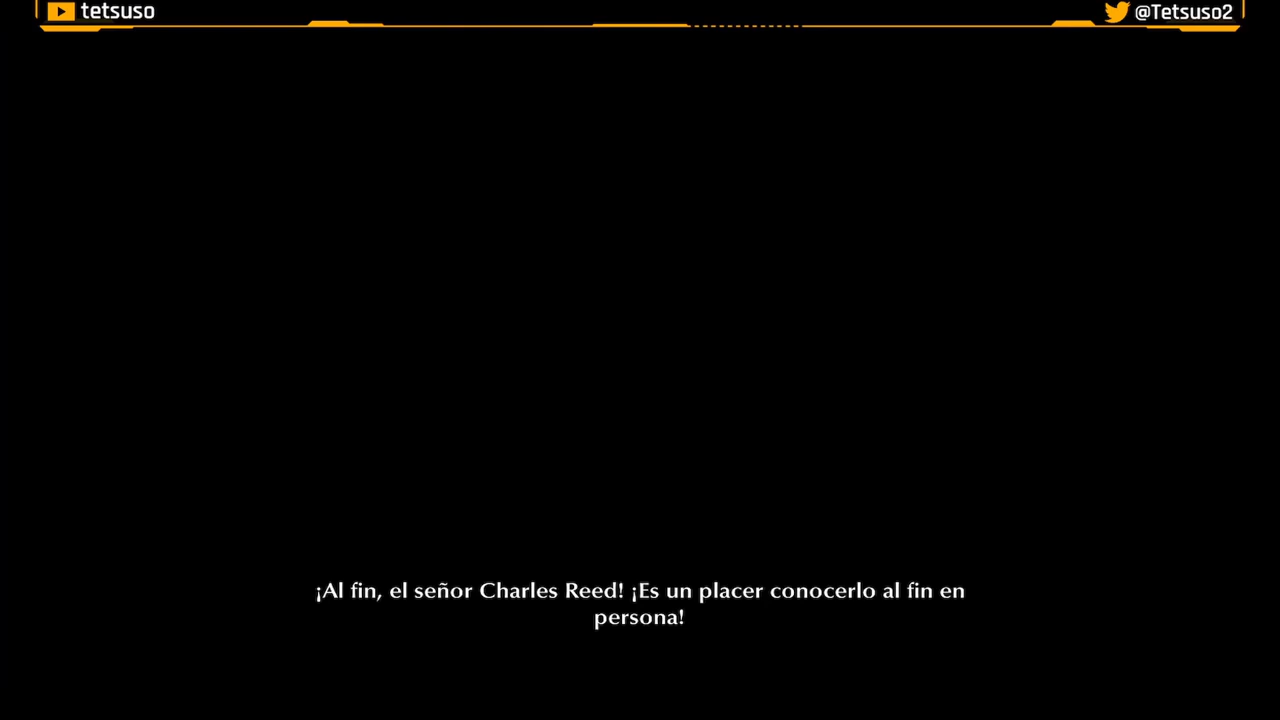 tetsuso
@Tetsuso2
¡Al fin, el señor Charles Reed! ¡Es un placer conocerlo al fin en
persona!